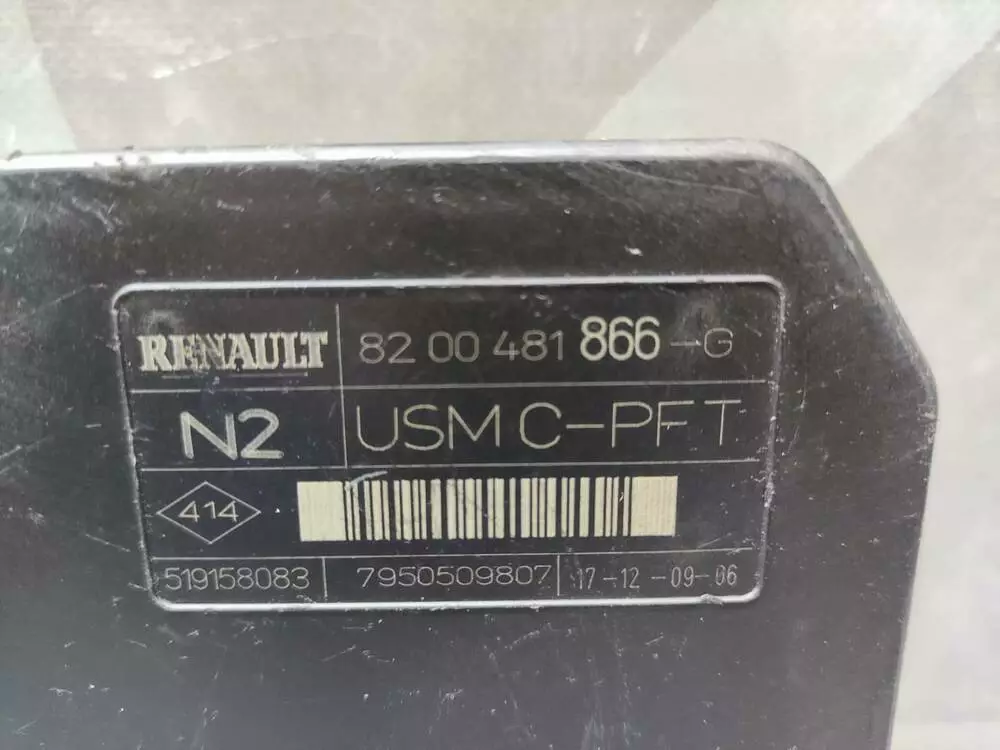 RENAULT 82 00 481 866-G
N2 USM C-PFT
414
519158083 7950509807 17-12-09-06